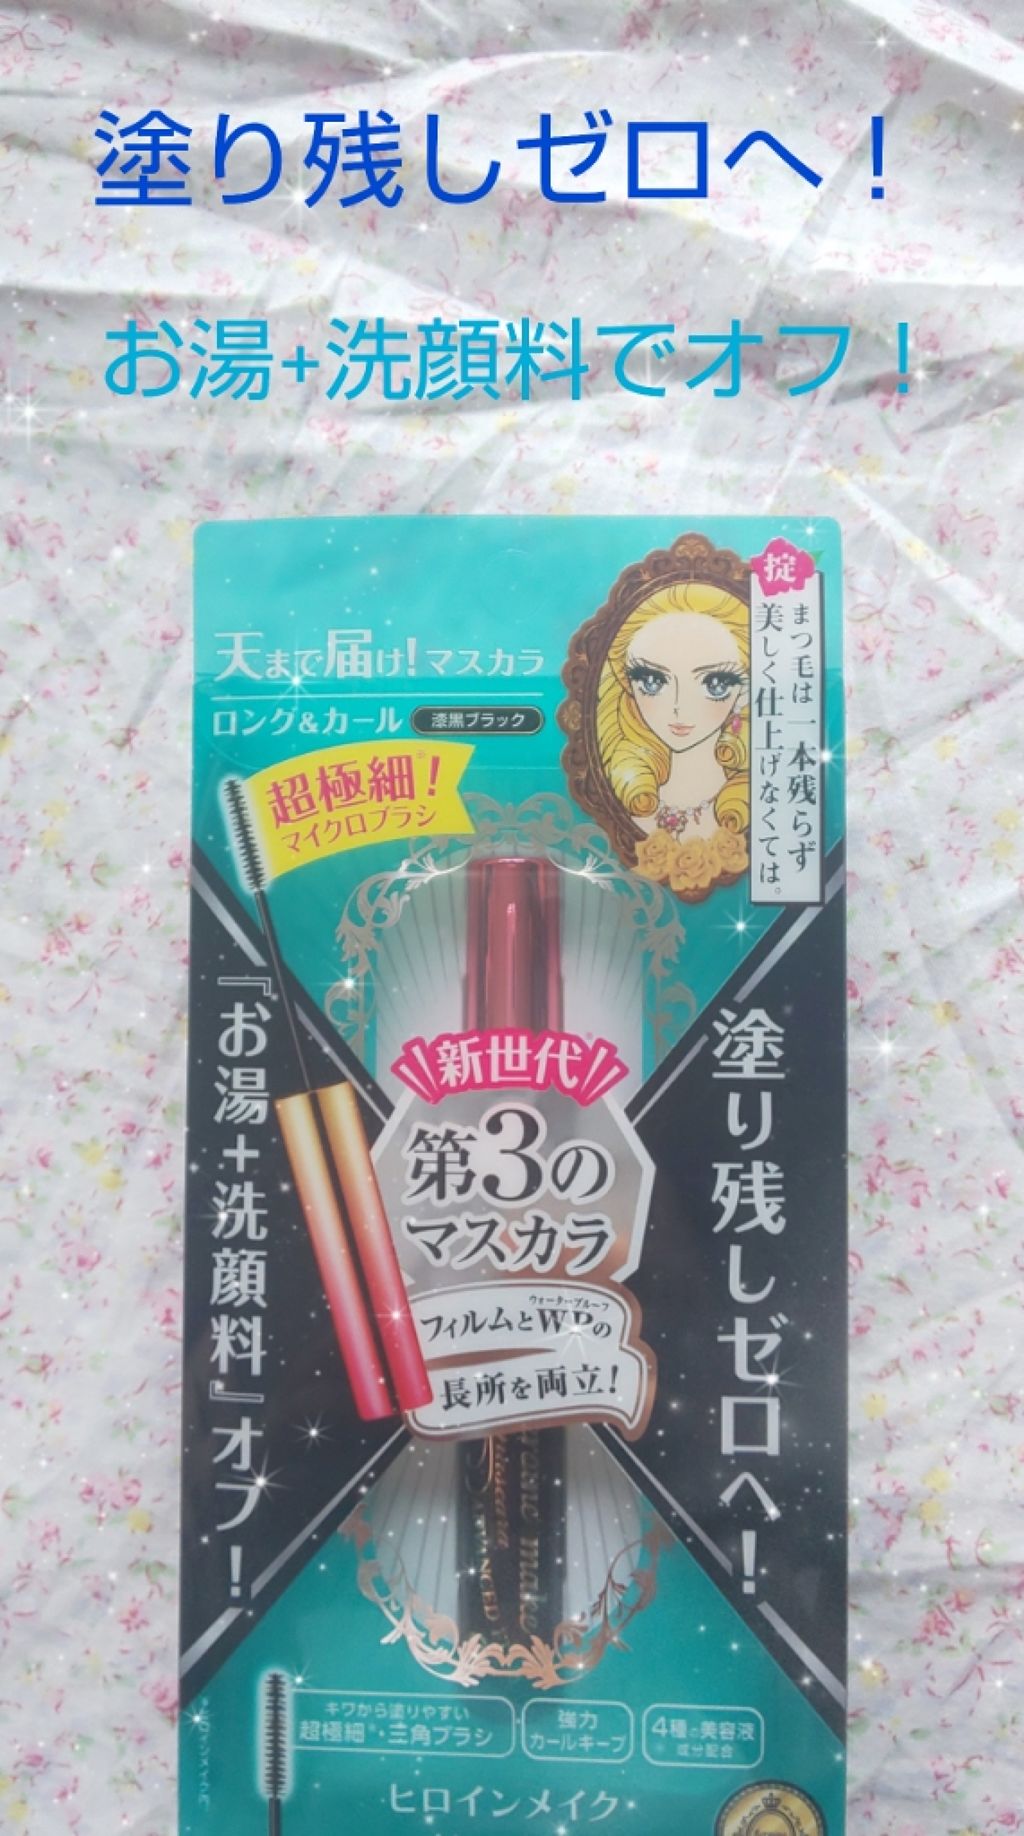 塗り残しゼロへ!
お湯+洗顔料でオフ!
天まで届け!マスカラ
ロング&カール 漆黒ブラック
超極細※!
マイクロブラシ
掟
まつ毛は一本残らず
美しく仕上げなくては。
『お湯+洗顔料』オフ!
塗り残しゼロへ!
新世代※
第3の
マスカラ
ウォータープルーフ
フィルムとWPの
長所を両立!
ADVANCED
キワから塗りやすい
超極細※・三角ブラシ
強力
カールキープ
4種の美容液
成分配合
ヒロインメイク